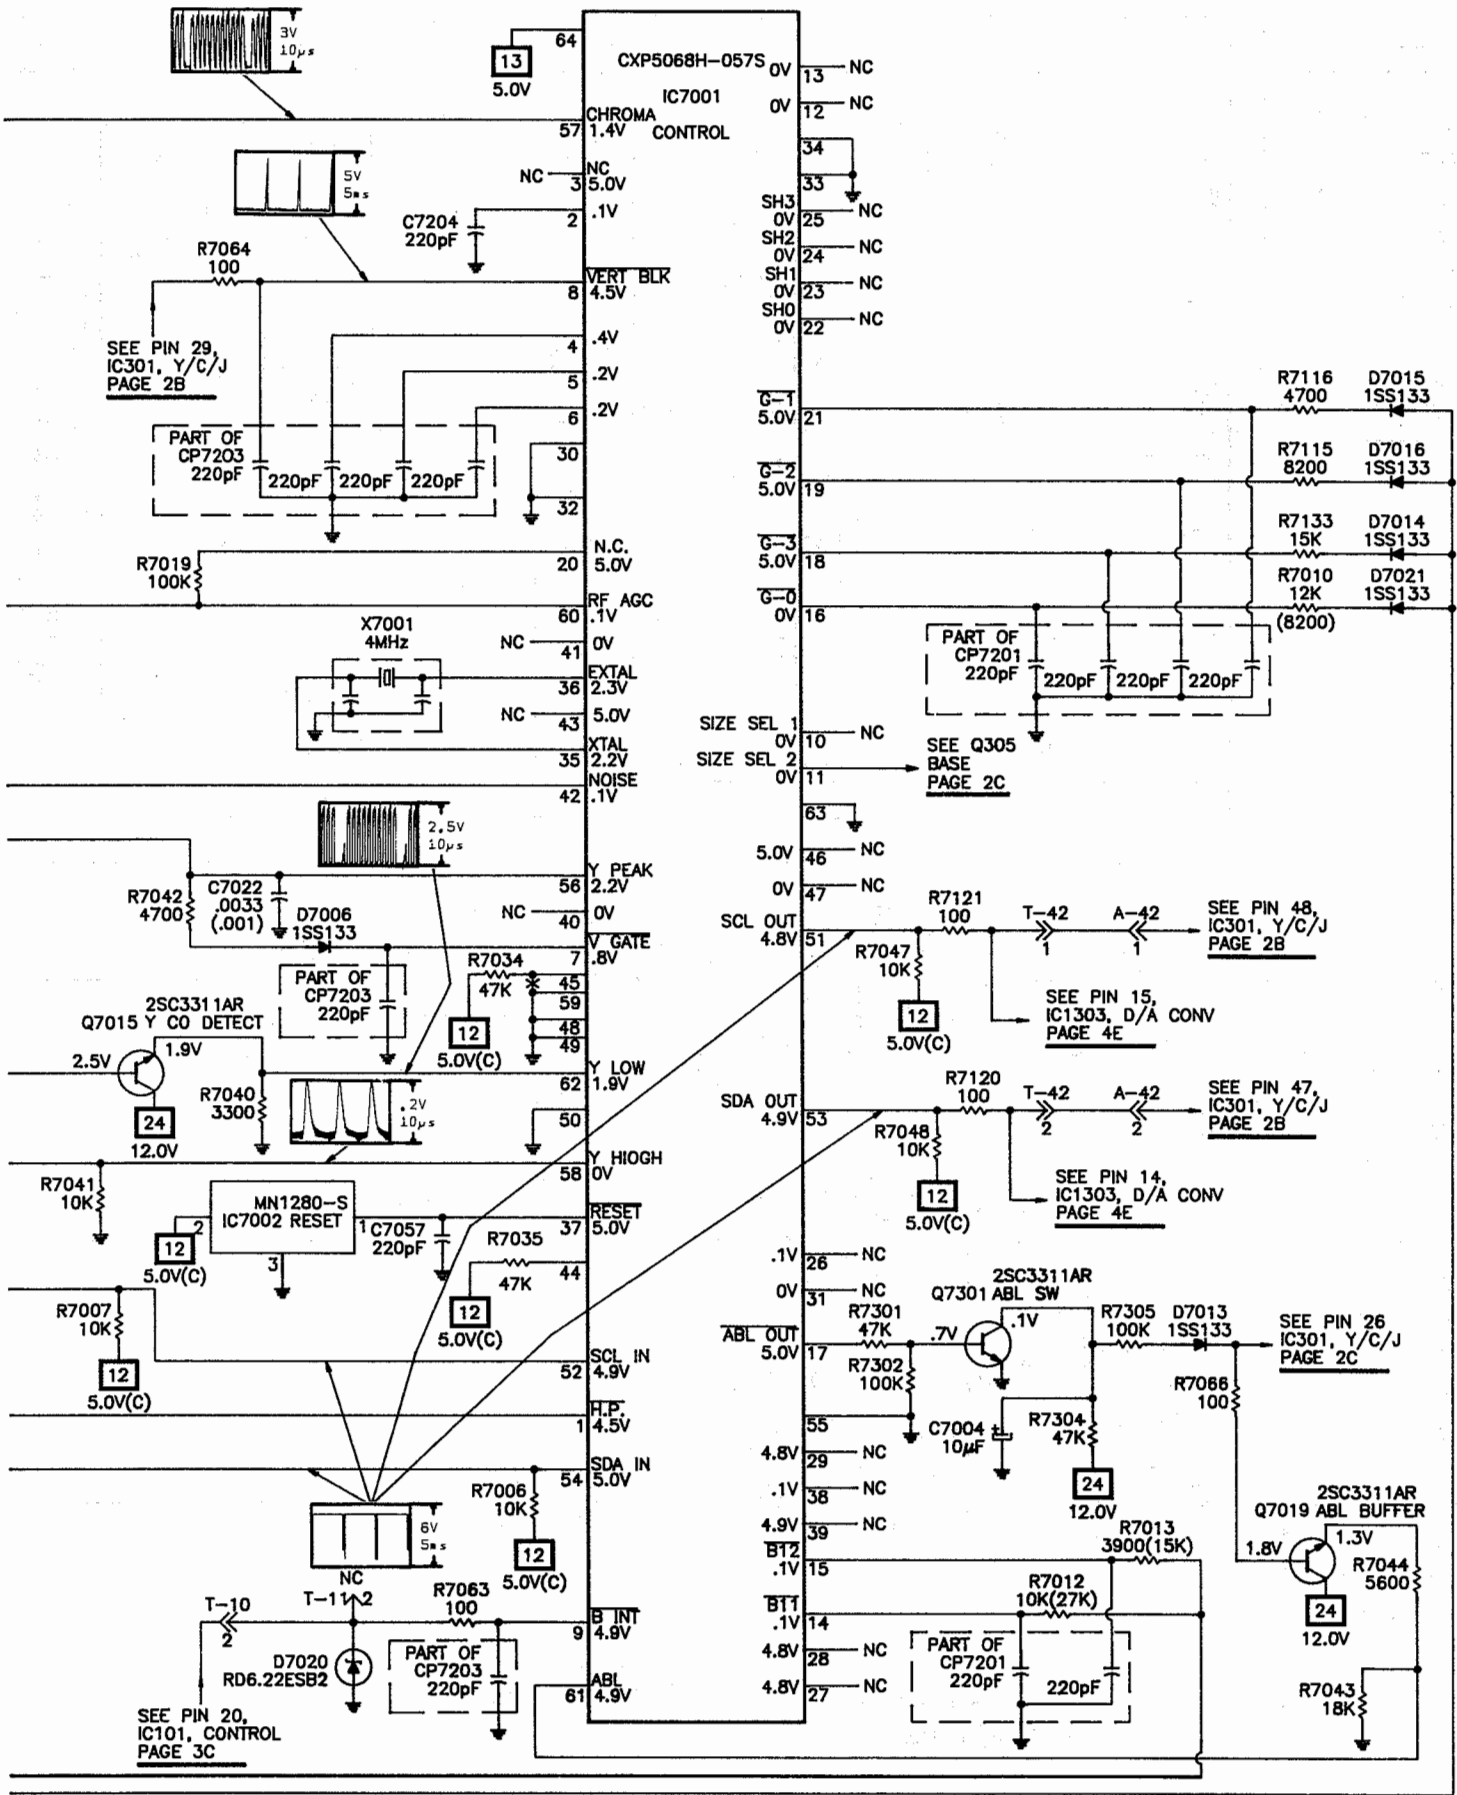 3V
10µs
13
5.0V
64
CXP5068H-057S
IC7001
CONTROL
0V 13 NC
0V 12 NC
34
33
CHROMA
57 1.4V
NC
NC 3 5.0V
2 .1V
C7204
220pF
5V
5ms
R7064
100
VERT BLK
8 4.5V
SEE PIN 29,
IC301, Y/C/J
PAGE 2B
4 .4V
5 .2V
6 .2V
PART OF
CP7203
220pF 220pF 220pF 220pF
30
32
SH3
0V 25 NC
SH2
0V 24 NC
SH1
0V 23 NC
SH0
0V 22 NC
G-1
5.0V 21
R7116
4700
D7015
1SS133
G-2
5.0V 19
R7115
8200
D7016
1SS133
G-3
5.0V 18
R7133
15K
D7014
1SS133
G-0
0V 16
R7010
12K
(8200)
D7021
1SS133
PART OF
CP7201
220pF 220pF 220pF 220pF
R7019
100K
N.C.
20 5.0V
RF AGC
60 .1V
X7001
4MHz
NC 41 0V
EXTAL
36 2.3V
NC 43 5.0V
XTAL
35 2.2V
NOISE
42 .1V
SIZE SEL 1
0V 10 NC
SIZE SEL 2
0V 11
SEE Q305
BASE
PAGE 2C
63
5.0V 46 NC
0V 47 NC
2.5V
10µs
R7042
4700
C7022
.0033
(.001)
D7006
1SS133
Y PEAK
56 2.2V
NC 40 0V
V GATE
7 .8V
PART OF
CP7203
220pF
R7034
47K
12
5.0V(C)
45
59
48
49
SCL OUT
4.8V 51
R7121
100
T-42
1
A-42
1
SEE PIN 48,
IC301, Y/C/J
PAGE 2B
R7047
10K
12
5.0V(C)
SEE PIN 15,
IC1303, D/A CONV
PAGE 4E
2SC3311AR
Q7015 Y CO DETECT
2.5V
1.9V
24
12.0V
R7040
3300
.2V
10µs
Y LOW
62 1.9V
50
SDA OUT
4.9V 53
R7120
100
T-42
2
A-42
2
SEE PIN 47,
IC301, Y/C/J
PAGE 2B
R7048
10K
12
5.0V(C)
SEE PIN 14,
IC1303, D/A CONV
PAGE 4E
Y HIOGH
58 0V
R7041
10K
12
5.0V(C)
2
MN1280-S
IC7002 RESET
1
3
C7057
220pF
RESET
37 5.0V
R7035
47K
44
12
5.0V(C)
R7007
10K
12
5.0V(C)
SCL IN
52 4.9V
H.P.
1 4.5V
SDA IN
54 5.0V
R7006
10K
12
5.0V(C)
6V
5ms
.1V 26 NC
0V 31 NC
ABL OUT
5.0V 17
R7301
47K
R7302
100K
2SC3311AR
Q7301 ABL SW
.7V
.1V
R7305
100K
D7013
1SS133
SEE PIN 26
IC301, Y/C/J
PAGE 2C
R7066
100
55
C7004
10µF
+
R7304
47K
24
12.0V
4.8V 29 NC
.1V 38 NC
4.9V 39 NC
B12
.1V 15
R7013
3900(15K)
B11
.1V 14
R7012
10K(27K)
2SC3311AR
Q7019 ABL BUFFER
1.8V
1.3V
24
12.0V
R7044
5600
R7043
18K
4.8V 28 NC
4.8V 27 NC
PART OF
CP7201
220pF 220pF
NC
T-11 2
T-10
2
R7063
100
B INT
9 4.9V
D7020
RD6.22ESB2
PART OF
CP7203
220pF
ABL
61 4.9V
SEE PIN 20,
IC101, CONTROL
PAGE 3C